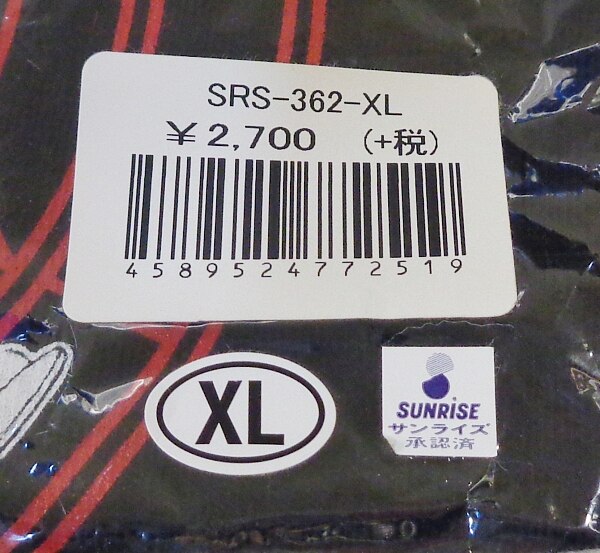 SRS-362-XL
¥2,700 (+税)
4589524772519
XL
SUNRISE
サンライズ
承認済